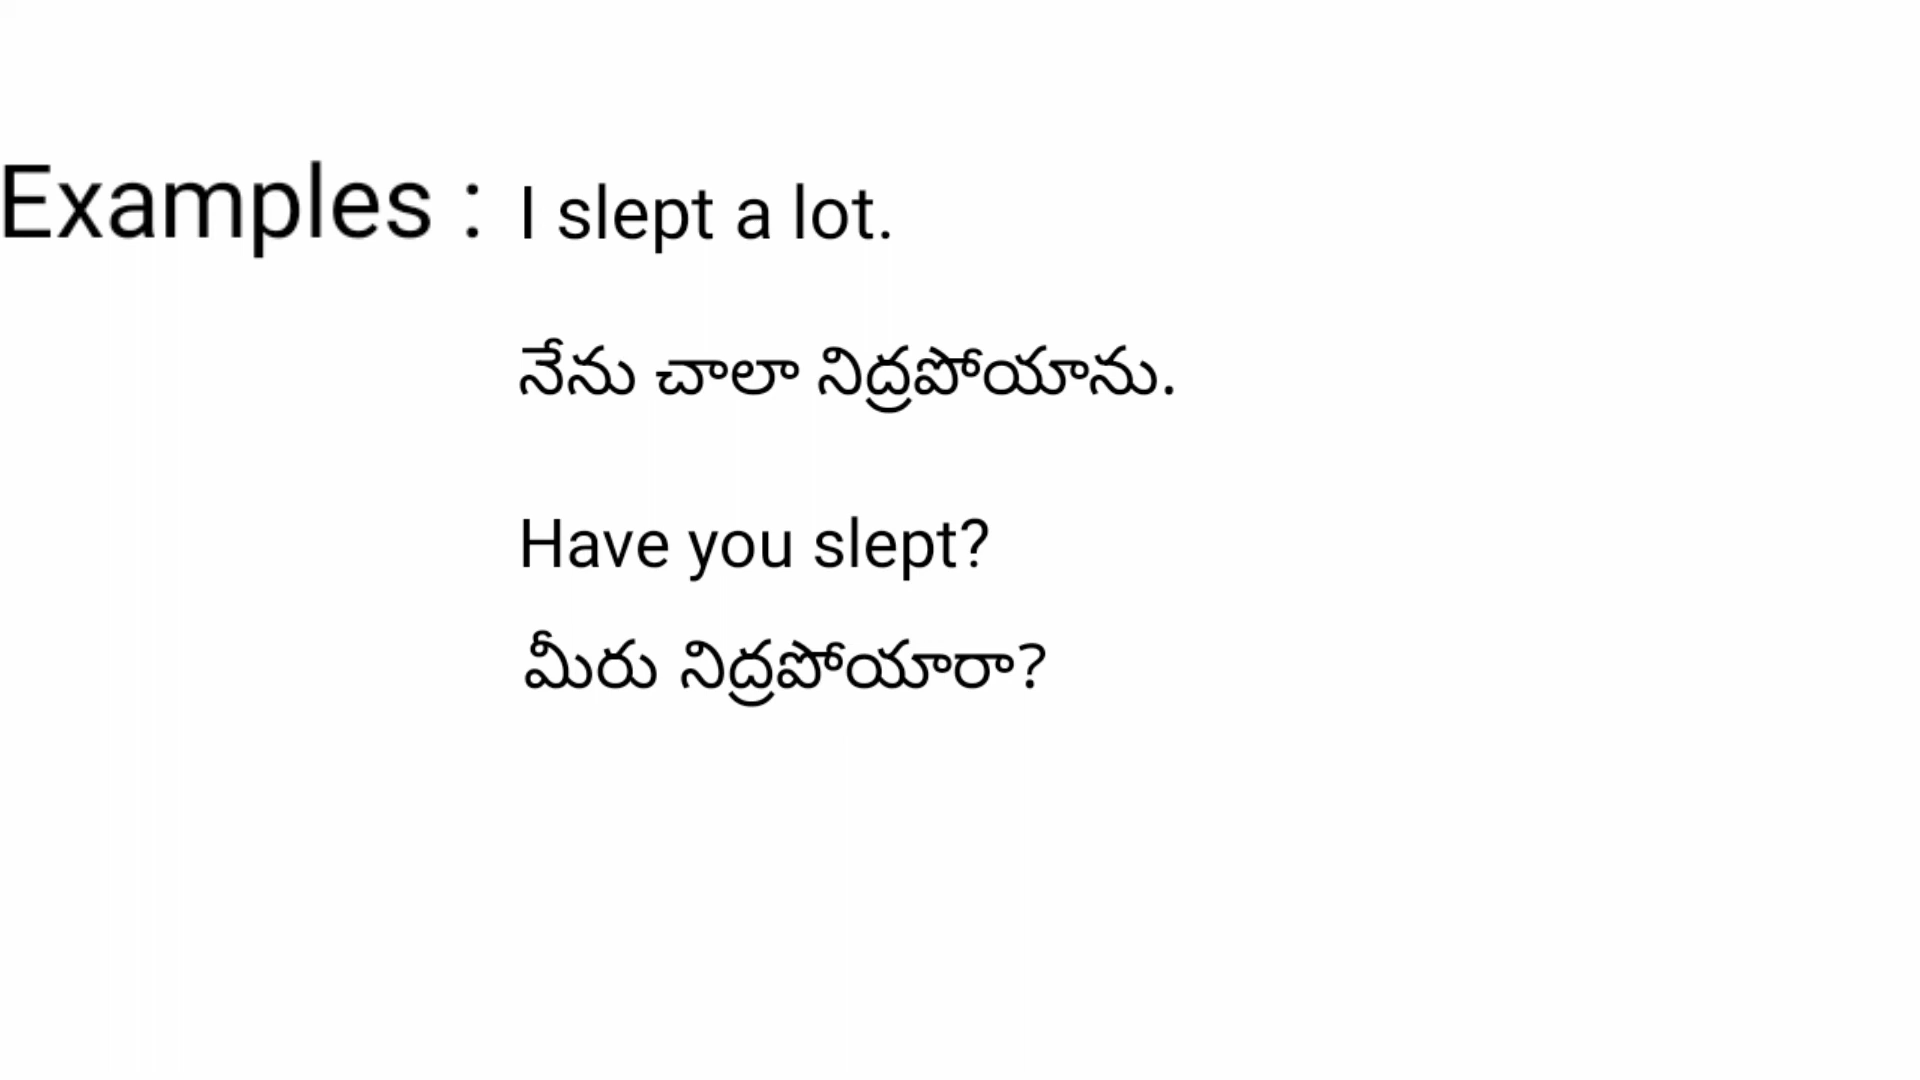 Examples : I slept a lot.
నేను చాలా నిద్రపోయాను.
Have you slept?
మీరు నిద్రపోయారా?